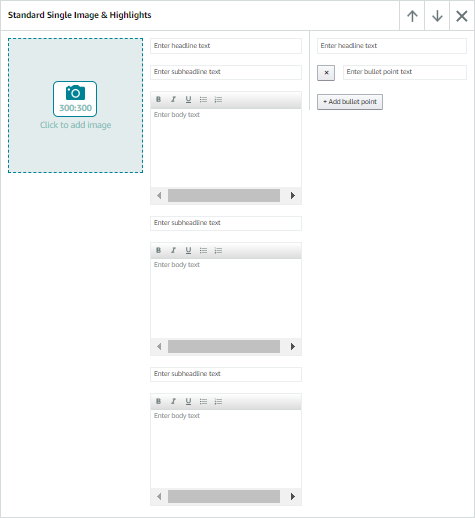 Standard Single Image & Highlights
300:300
Click to add image
Enter headline text
Enter subheadline text
B I U
Enter body text
Enter subheadline text
B I U
Enter body text
Enter subheadline text
B I U
Enter body text
Enter headline text
× Enter bullet point text
+ Add bullet point